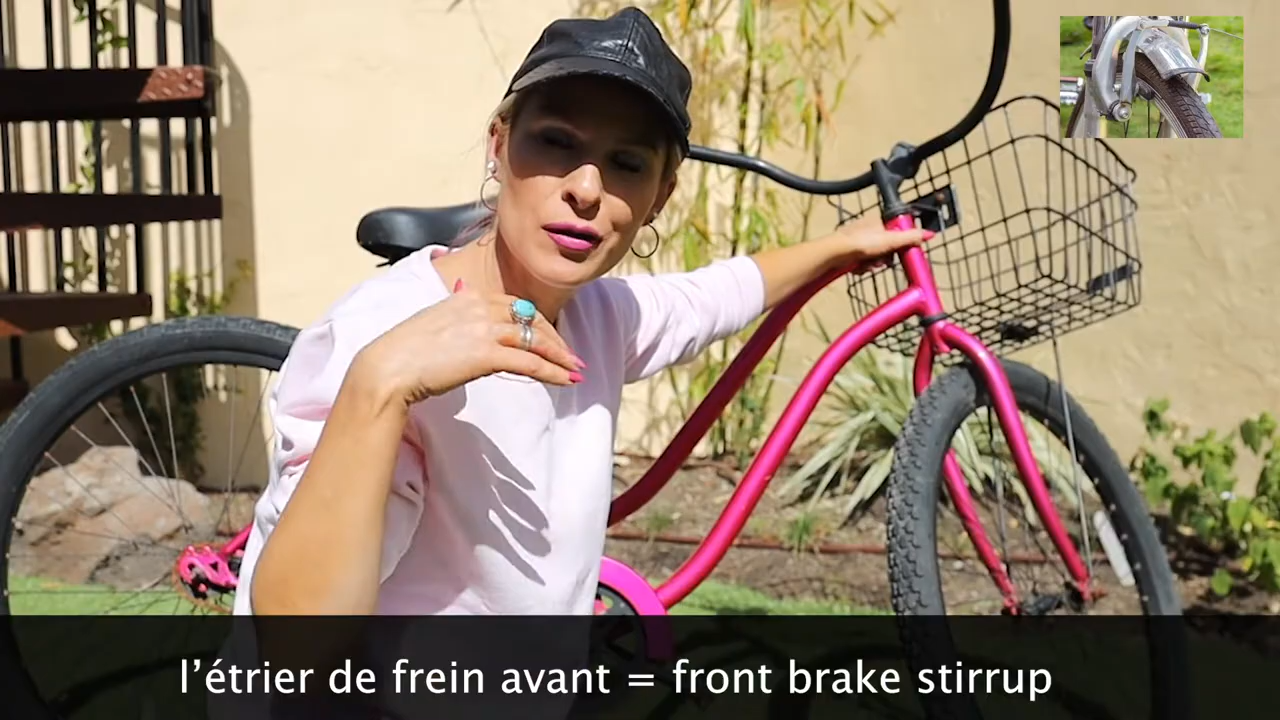 l’étrier de frein avant = front brake stirrup